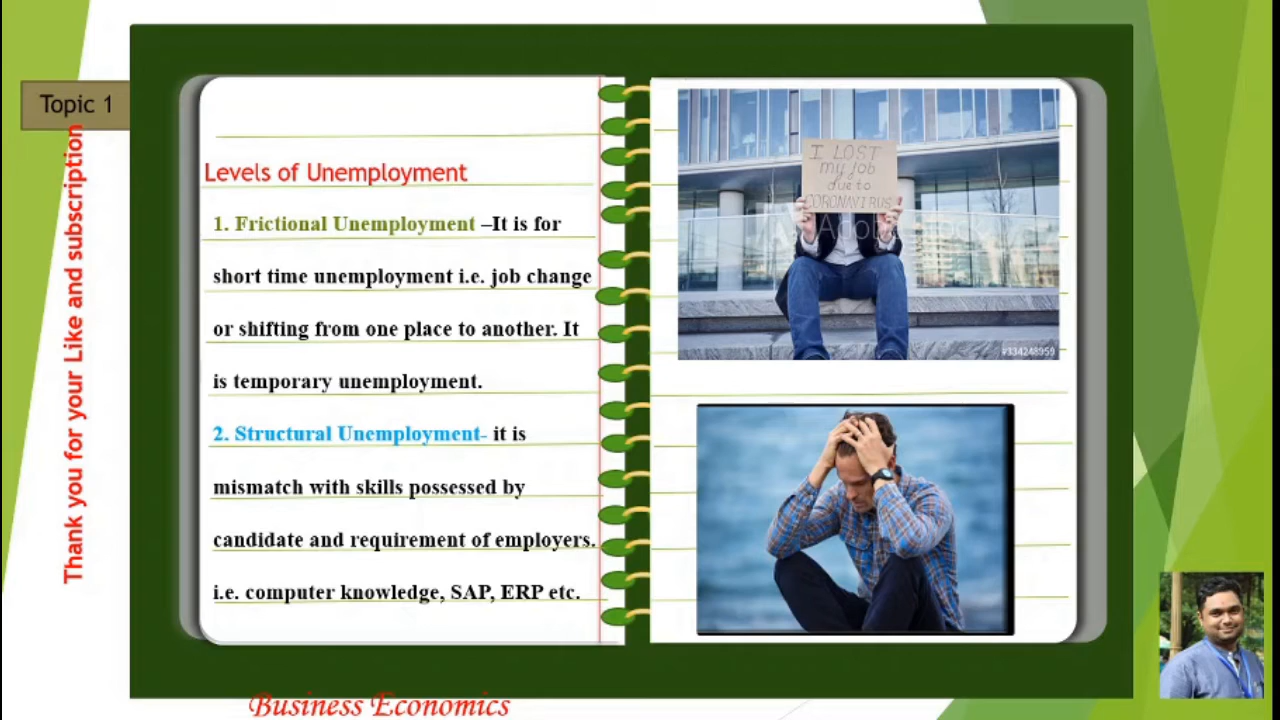 Topic 1
Thank you for your Like and subscription
Levels of Unemployment
1. Frictional Unemployment –It is for
short time unemployment i.e. job change
or shifting from one place to another. It
is temporary unemployment.
2. Structural Unemployment- it is
mismatch with skills possessed by
candidate and requirement of employers.
i.e. computer knowledge, SAP, ERP etc.
I LOST
my job
due to
CORONAVIRUS
Adobe Stock
#334248959
Business Economics